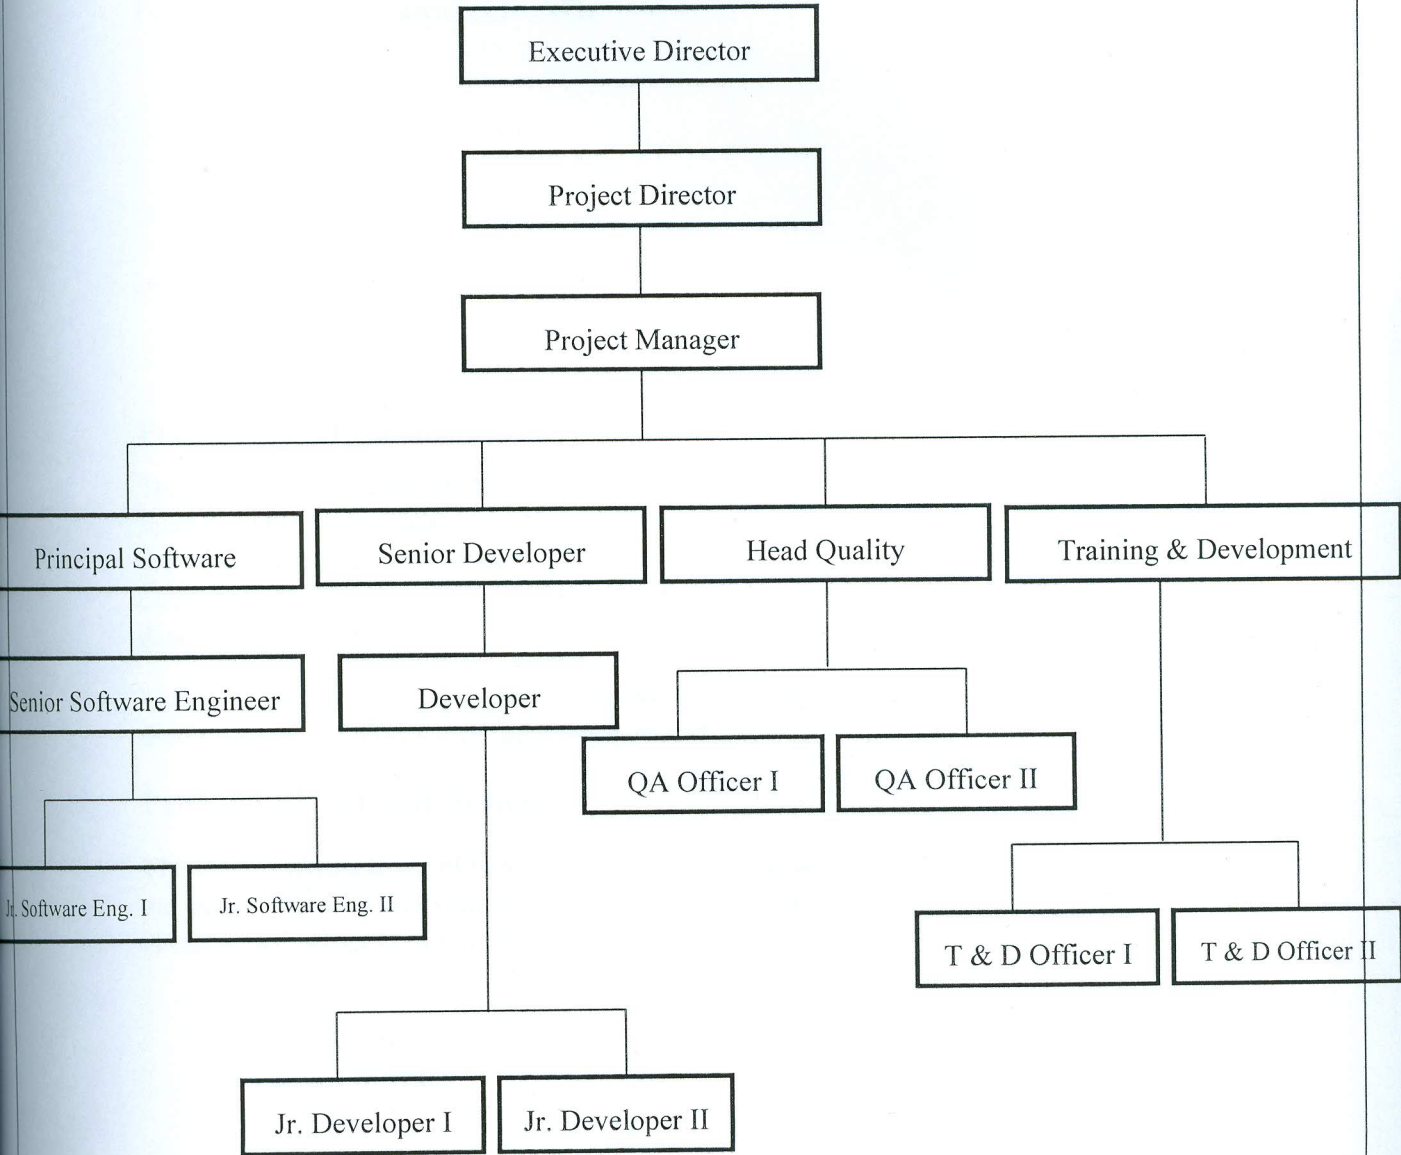 Executive Director
Project Director
Project Manager
Principal Software
Senior Developer
Head Quality
Training & Development
Senior Software Engineer
Developer
QA Officer I
QA Officer II
Jr. Software Eng. I
Jr. Software Eng. II
T & D Officer I
T & D Officer II
Jr. Developer I
Jr. Developer II